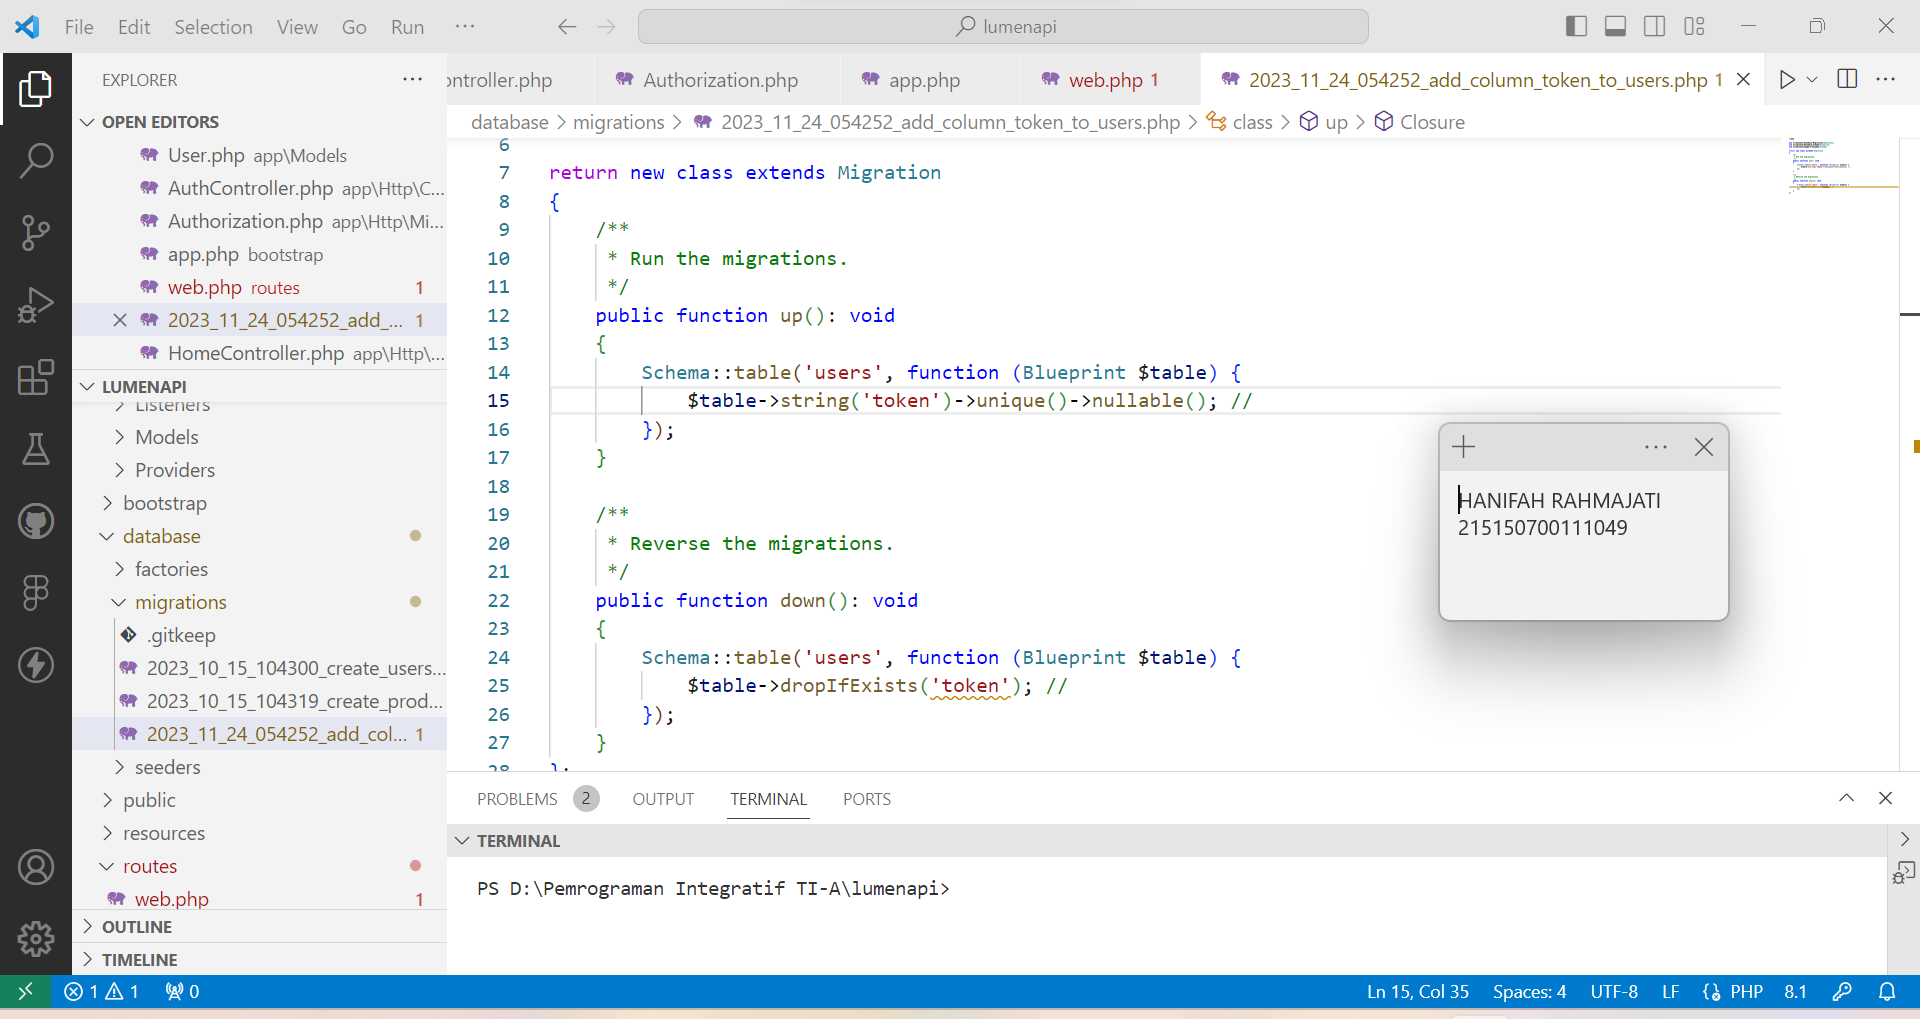 File Edit Selection View Go Run ···
lumenapi
EXPLORER ···
ontroller.php Authorization.php app.php web.php 1 2023_11_24_054252_add_column_token_to_users.php 1
database > migrations > 2023_11_24_054252_add_column_token_to_users.php > class > up > Closure
OPEN EDITORS
User.php app\Models
AuthController.php app\Http\C...
Authorization.php app\Http\Mi...
app.php bootstrap
web.php routes 1
2023_11_24_054252_add_... 1
HomeController.php app\Http\...
LUMENAPI
Listeners
Models
Providers
bootstrap
database
factories
migrations
.gitkeep
2023_10_15_104300_create_users...
2023_10_15_104319_create_prod...
2023_11_24_054252_add_col... 1
seeders
public
resources
routes
web.php 1
OUTLINE
TIMELINE
6
7 return new class extends Migration
8 {
9 /**
10 * Run the migrations.
11 */
12 public function up(): void
13 {
14 Schema::table('users', function (Blueprint $table) {
15 $table->string('token')->unique()->nullable(); //
16 });
17 }
18
19 /**
20 * Reverse the migrations.
21 */
22 public function down(): void
23 {
24 Schema::table('users', function (Blueprint $table) {
25 $table->dropIfExists('token'); //
26 });
27 }
28 };
HANIFAH RAHMAJATI
215150700111049
PROBLEMS 2 OUTPUT TERMINAL PORTS
TERMINAL
PS D:\Pemrograman Integratif TI-A\lumenapi>
1 1 0 Ln 15, Col 35 Spaces: 4 UTF-8 LF PHP 8.1